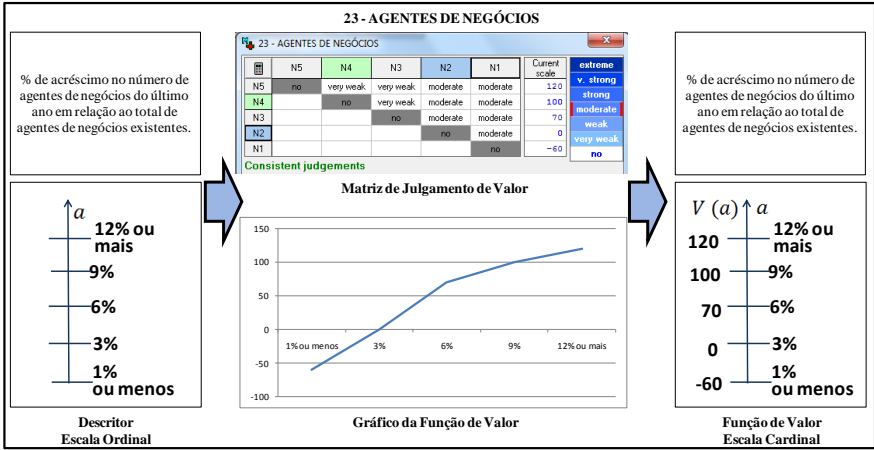 23 - AGENTES DE NEGÓCIOS
% de acréscimo no número de
agentes de negócios do último
ano em relação ao total de
agentes de negócios existentes.
23 - AGENTES DE NEGÓCIOS
N5 N4 N3 N2 N1 Current scale
N5 no very weak very weak moderate moderate 120
N4 no very weak moderate moderate 100
N3 no moderate moderate 70
N2 no moderate 0
N1 no -60
Consistent judgements
extreme
v. strong
strong
moderate
weak
very weak
no
Matriz de Julgamento de Valor
% de acréscimo no número de
agentes de negócios do último
ano em relação ao total de
agentes de negócios existentes.
a
12% ou
mais
9%
6%
3%
1%
ou menos
Descritor
Escala Ordinal
150
100
50
0
-50
-100
1% ou menos 3% 6% 9% 12% ou mais
Gráfico da Função de Valor
V (a) a
120 12% ou
mais
100 9%
70 6%
0 3%
-60 1%
ou menos
Função de Valor
Escala Cardinal